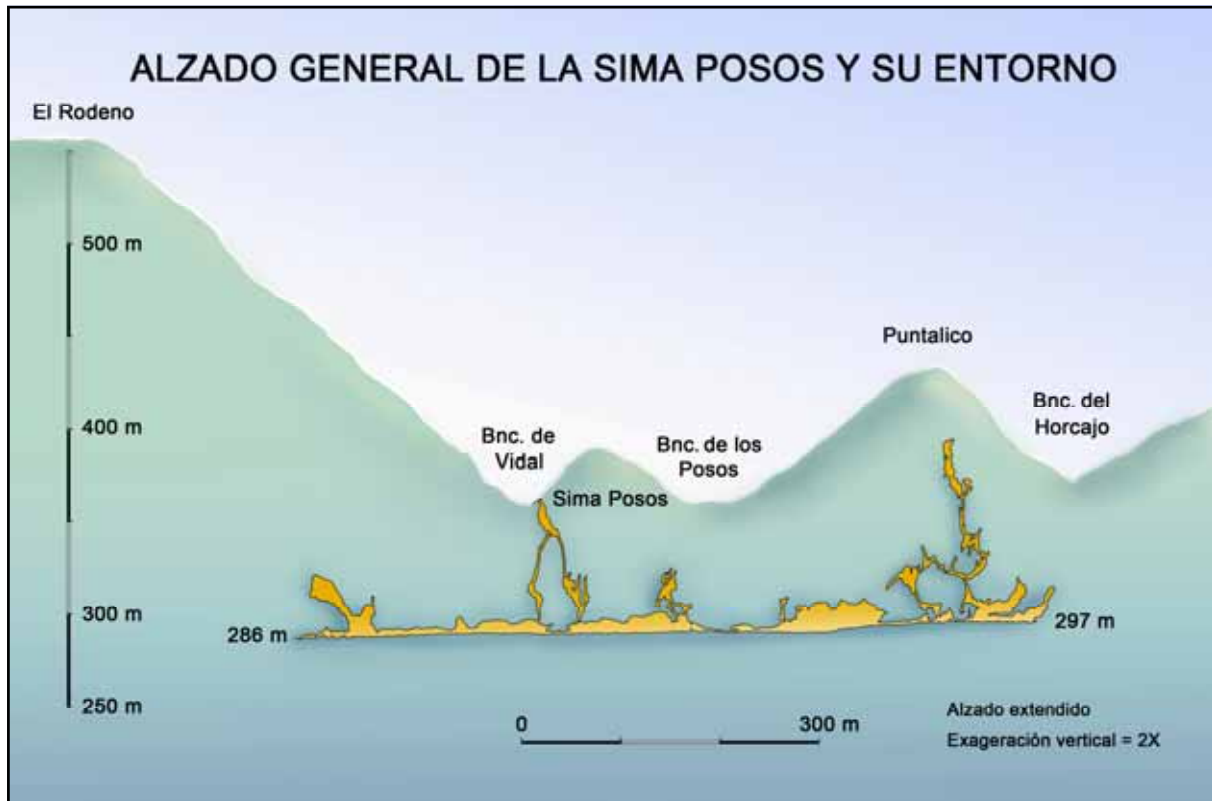 ALZADO GENERAL DE LA SIMA POSOS Y SU ENTORNO
El Rodeno
500 m
Puntalico
400 m
Bnc. de
Vidal
Bnc. de los
Posos
Bnc. del
Horcajo
Sima Posos
300 m
286 m
297 m
250 m
0
300 m
Alzado extendido
Exageración vertical = 2X